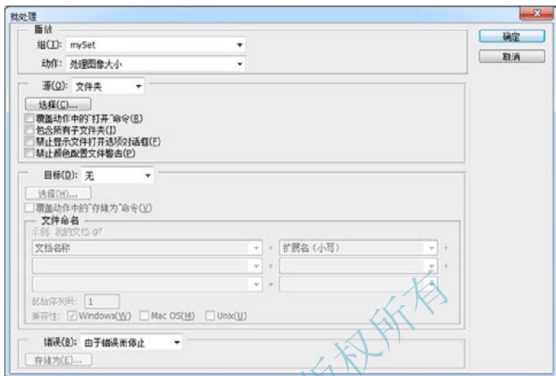 批处理
播放
确定
组(T): mySet
取消
动作: 处理图像大小
源(O): 文件夹
选择(C)...
覆盖动作中的"打开"命令(R)
包含所有子文件夹(I)
禁止显示文件打开选项对话框(F)
禁止颜色配置文件警告(P)
目标(D): 无
选择(H)...
覆盖动作中的"存储为"命令(V)
文件命名
示例: 我的文档.gif
文档名称 + 扩展名（小写） +
+ +
+ +
起始序列号: 1
兼容性: Windows(W) Mac OS(M) Unix(U)
错误(B): 由于错误而停止
存储为(E)...
版权所有